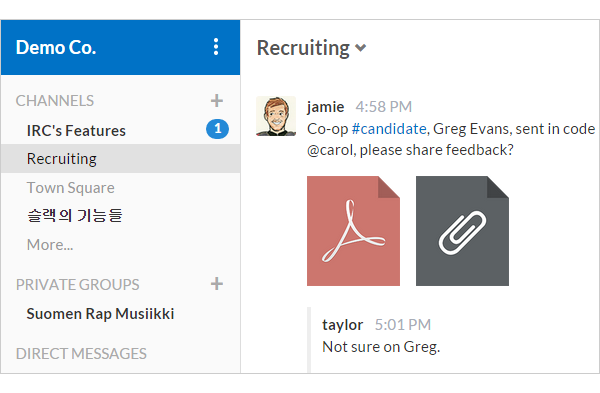 Demo Co.
CHANNELS +
IRC's Features 1
Recruiting
Town Square
슬랙의 기능들
More...
PRIVATE GROUPS +
Suomen Rap Musiikki
DIRECT MESSAGES
Recruiting
jamie 4:58 PM
Co-op #candidate, Greg Evans, sent in code
@carol, please share feedback?
taylor 5:01 PM
Not sure on Greg.